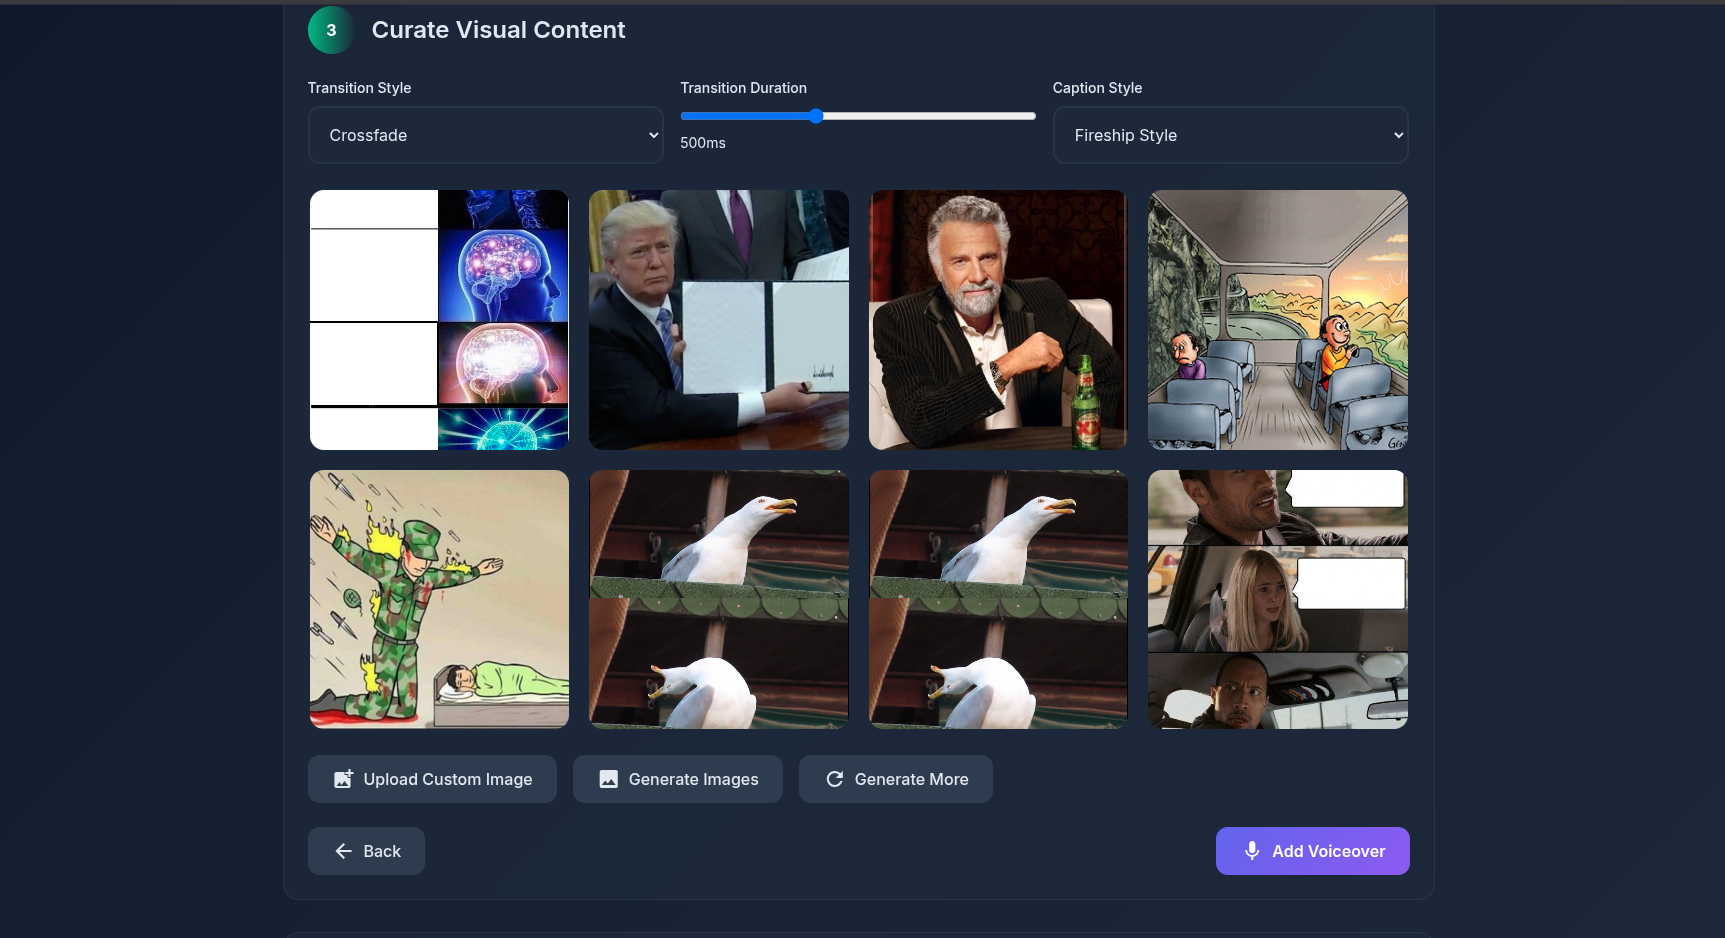 3
Curate Visual Content
Transition Style
Transition Duration
Caption Style
Crossfade
500ms
Fireship Style
XX
Upload Custom Image
Generate Images
Generate More
Back
Add Voiceover